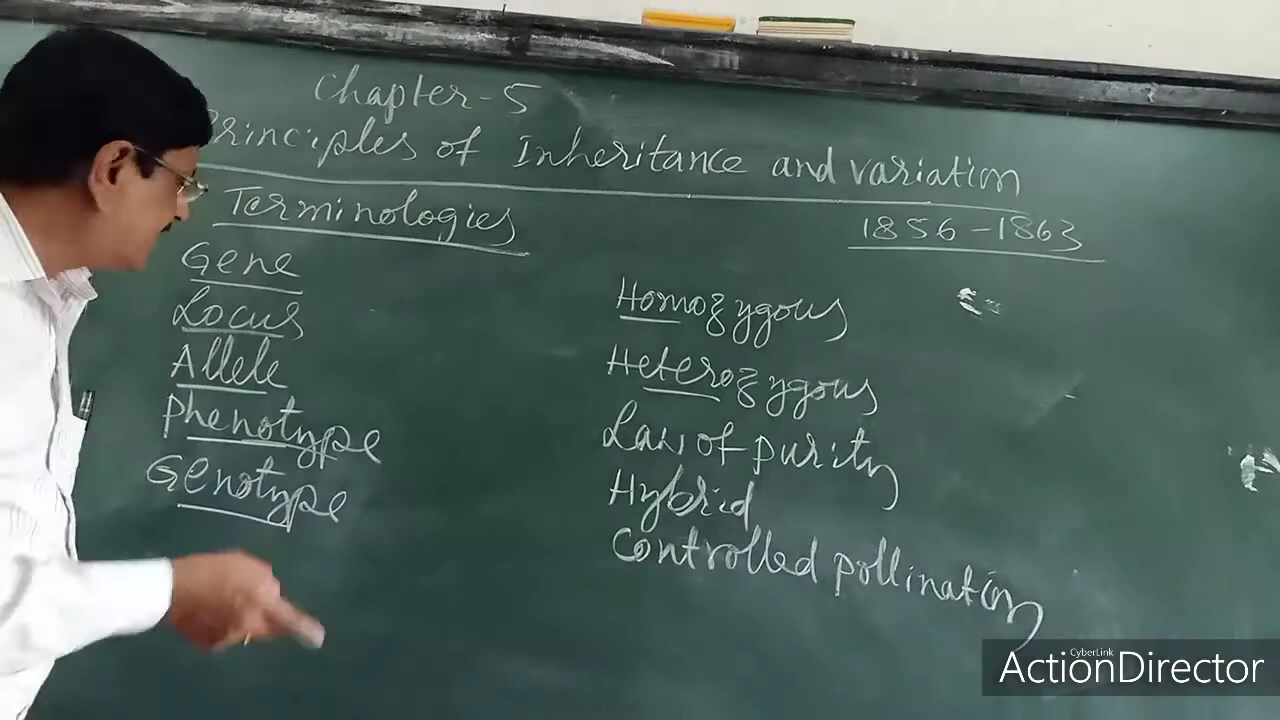 Chapter-5
Principles of Inheritance and variation
Terminologies
1856-1863
Gene
Locus
Allele
Phenotype
Genotype
Homozygous
Heterozygous
Law of purity
Hybrid
Controlled pollination
CyberLink
ActionDirector